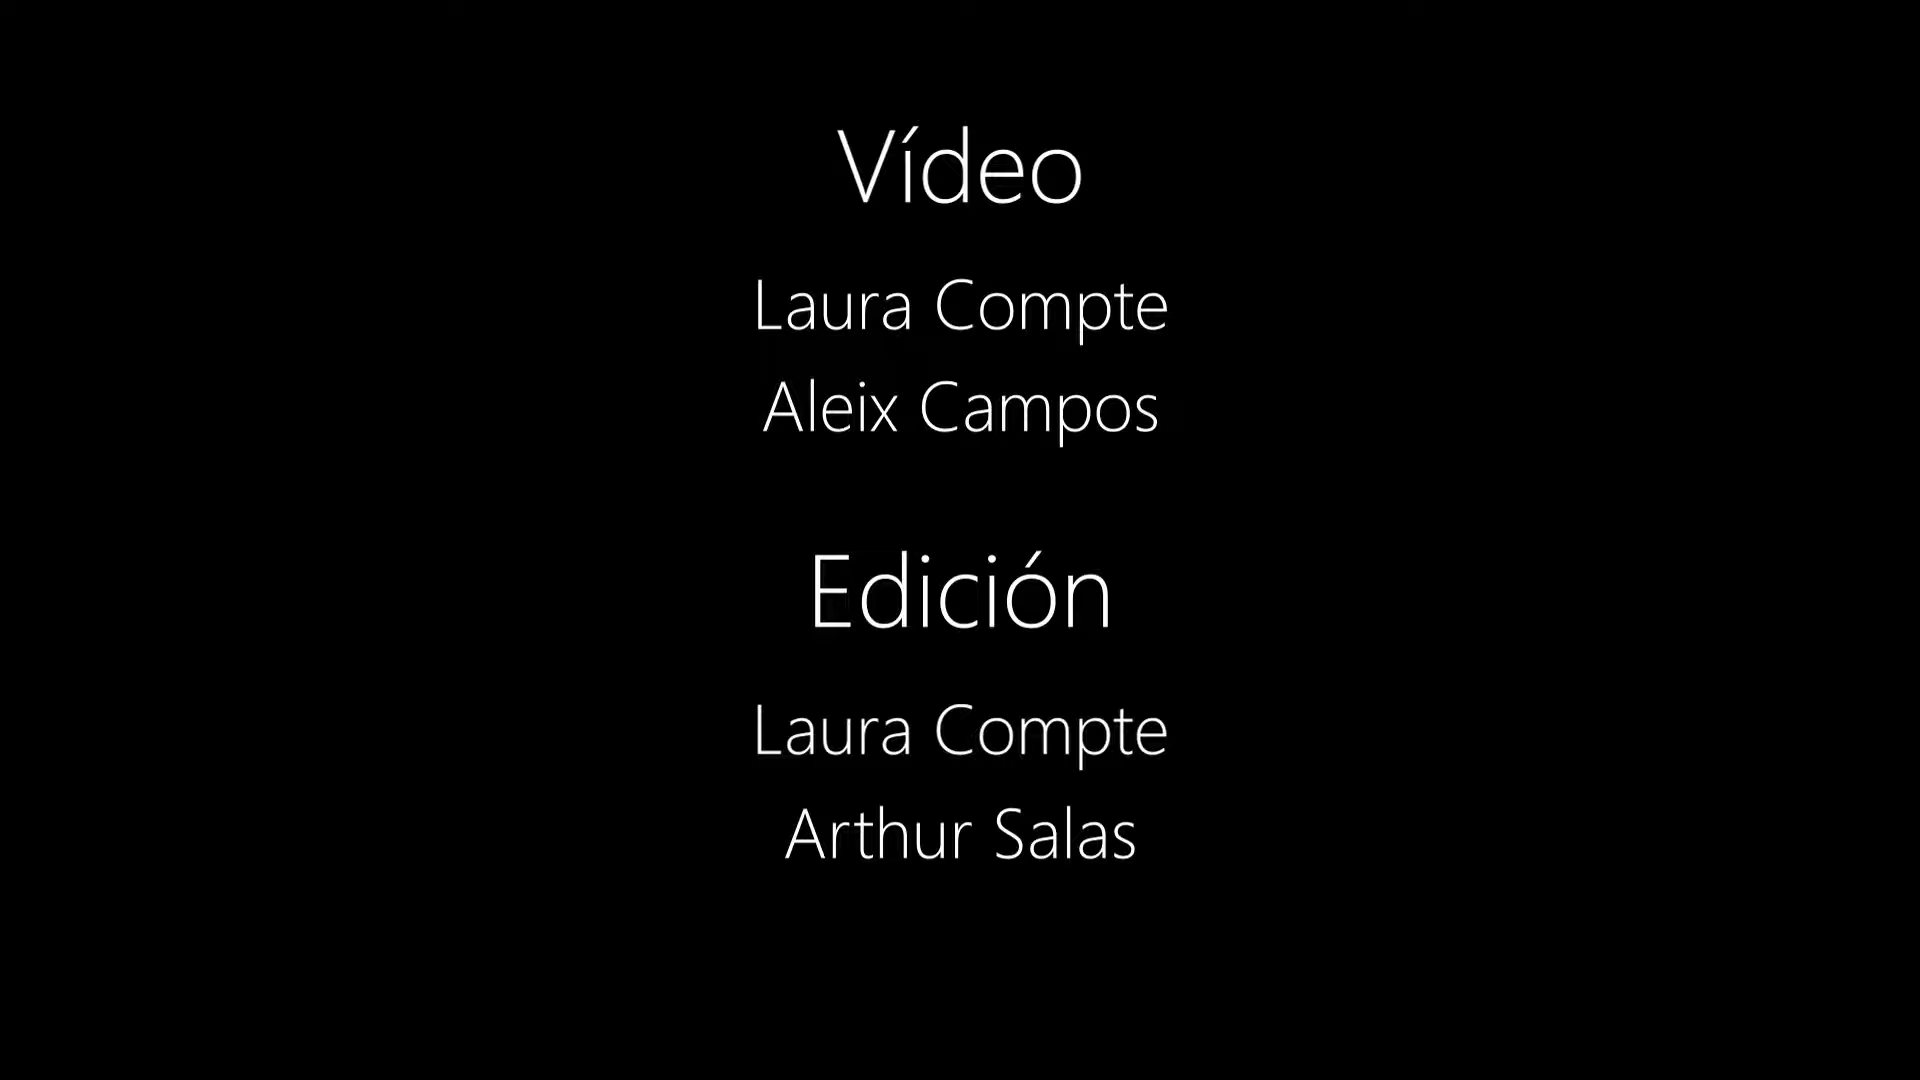 Vídeo
Laura Compte
Aleix Campos
Edición
Laura Compte
Arthur Salas